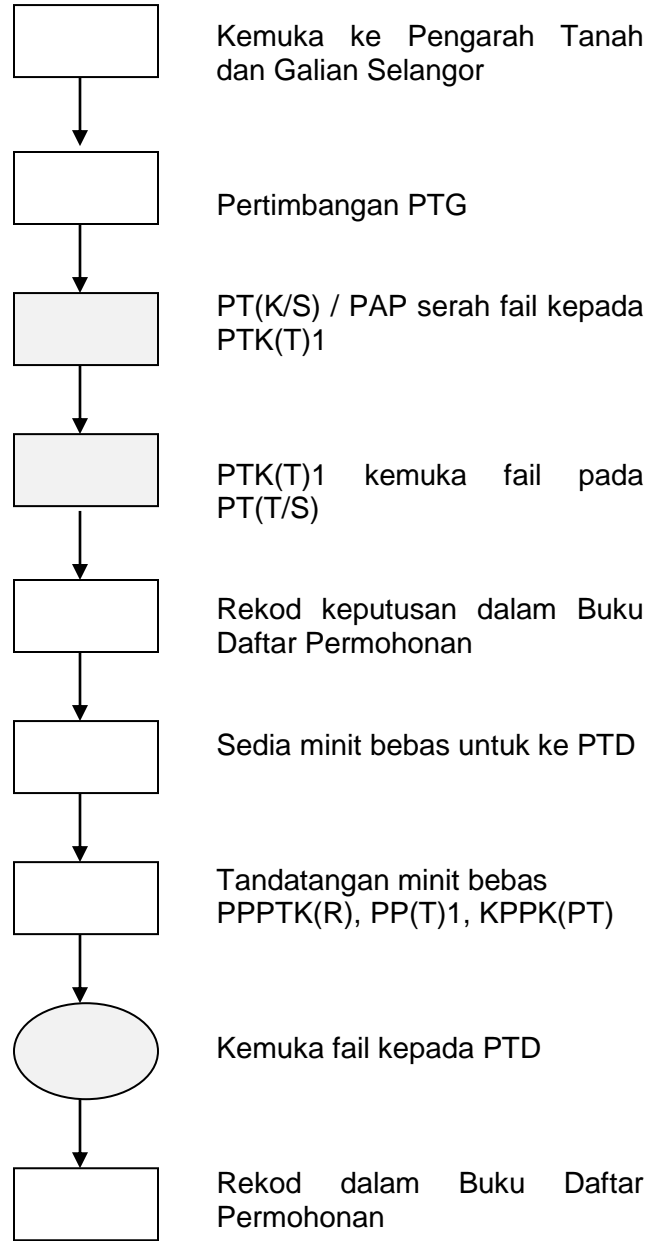 Kemuka ke Pengarah Tanah
dan Galian Selangor
Pertimbangan PTG
PT(K/S) / PAP serah fail kepada
PTK(T)1
PTK(T)1 kemuka fail pada
PT(T/S)
Rekod keputusan dalam Buku
Daftar Permohonan
Sedia minit bebas untuk ke PTD
Tandatangan minit bebas
PPPTK(R), PP(T)1, KPPK(PT)
Kemuka fail kepada PTD
Rekod dalam Buku Daftar
Permohonan